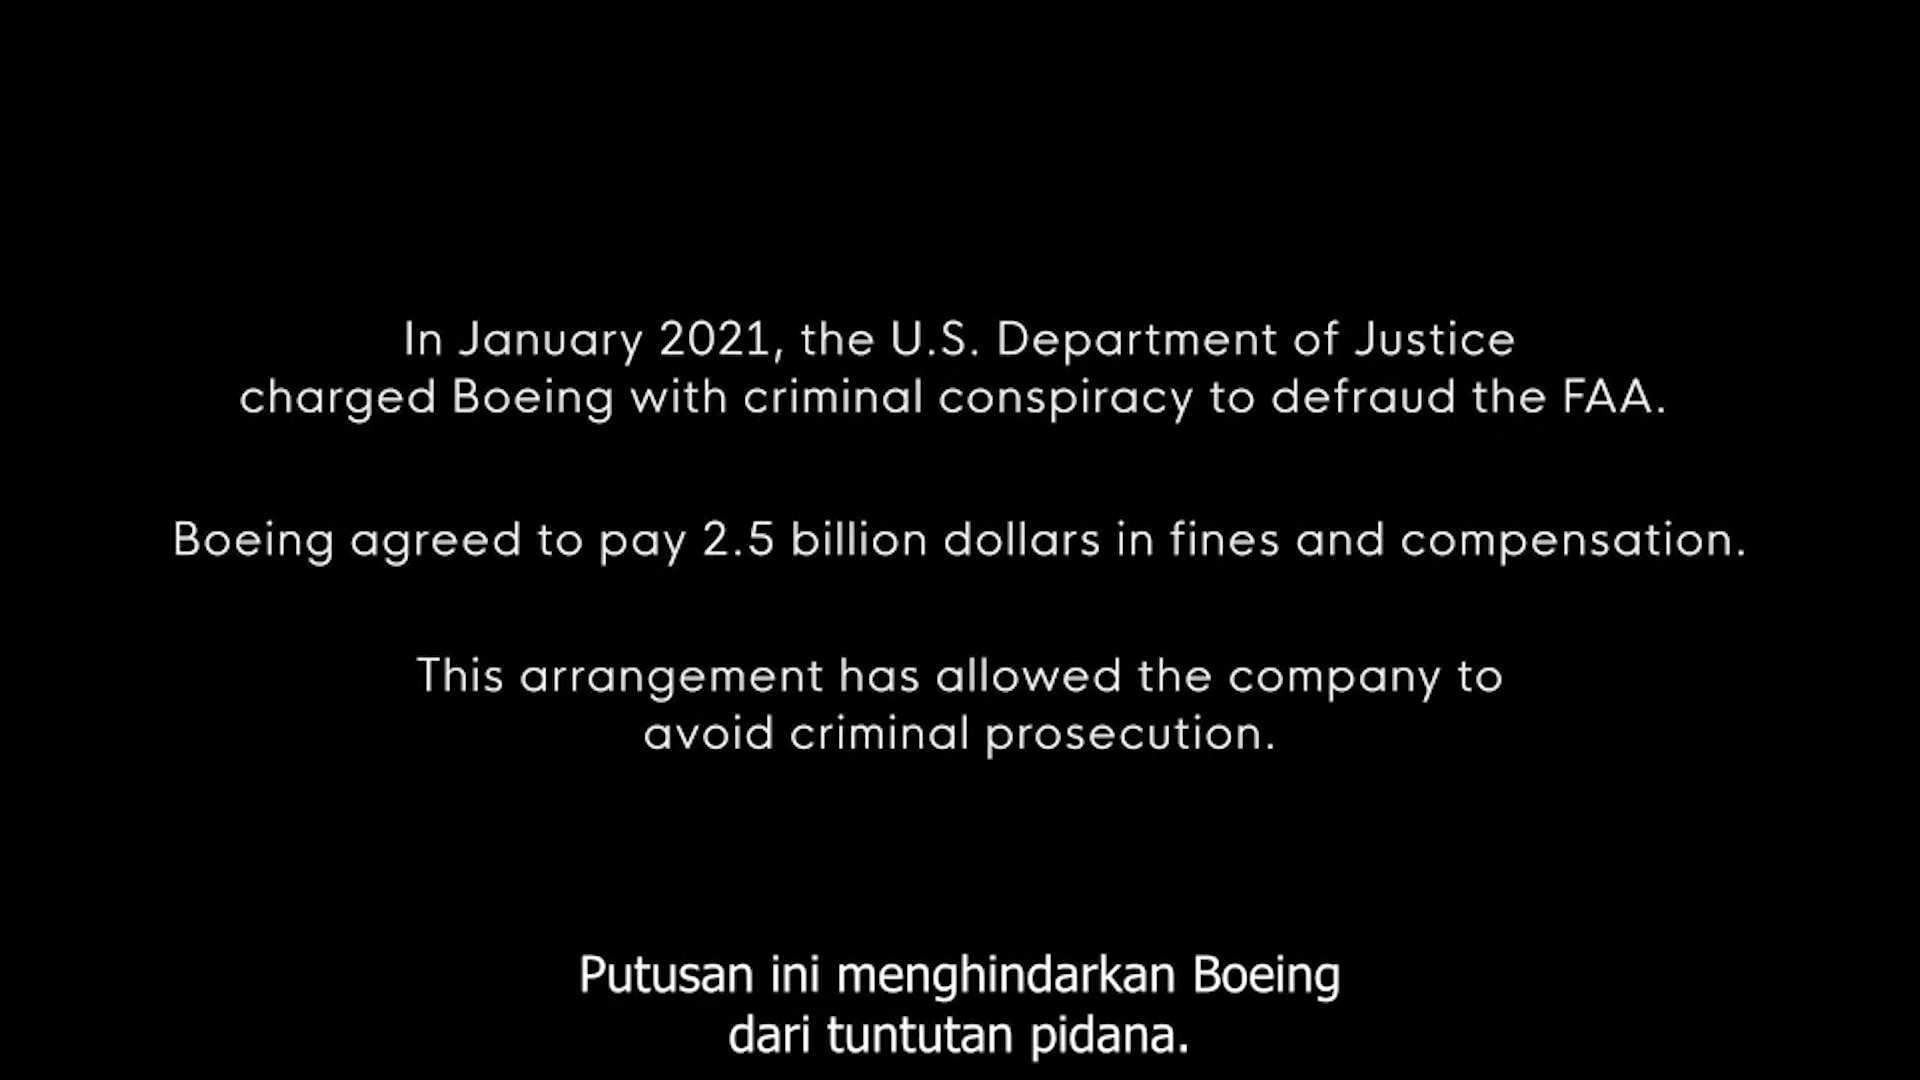 In January 2021, the U.S. Department of Justice
charged Boeing with criminal conspiracy to defraud the FAA.
Boeing agreed to pay 2.5 billion dollars in fines and compensation.
This arrangement has allowed the company to
avoid criminal prosecution.
Putusan ini menghindarkan Boeing
dari tuntutan pidana.